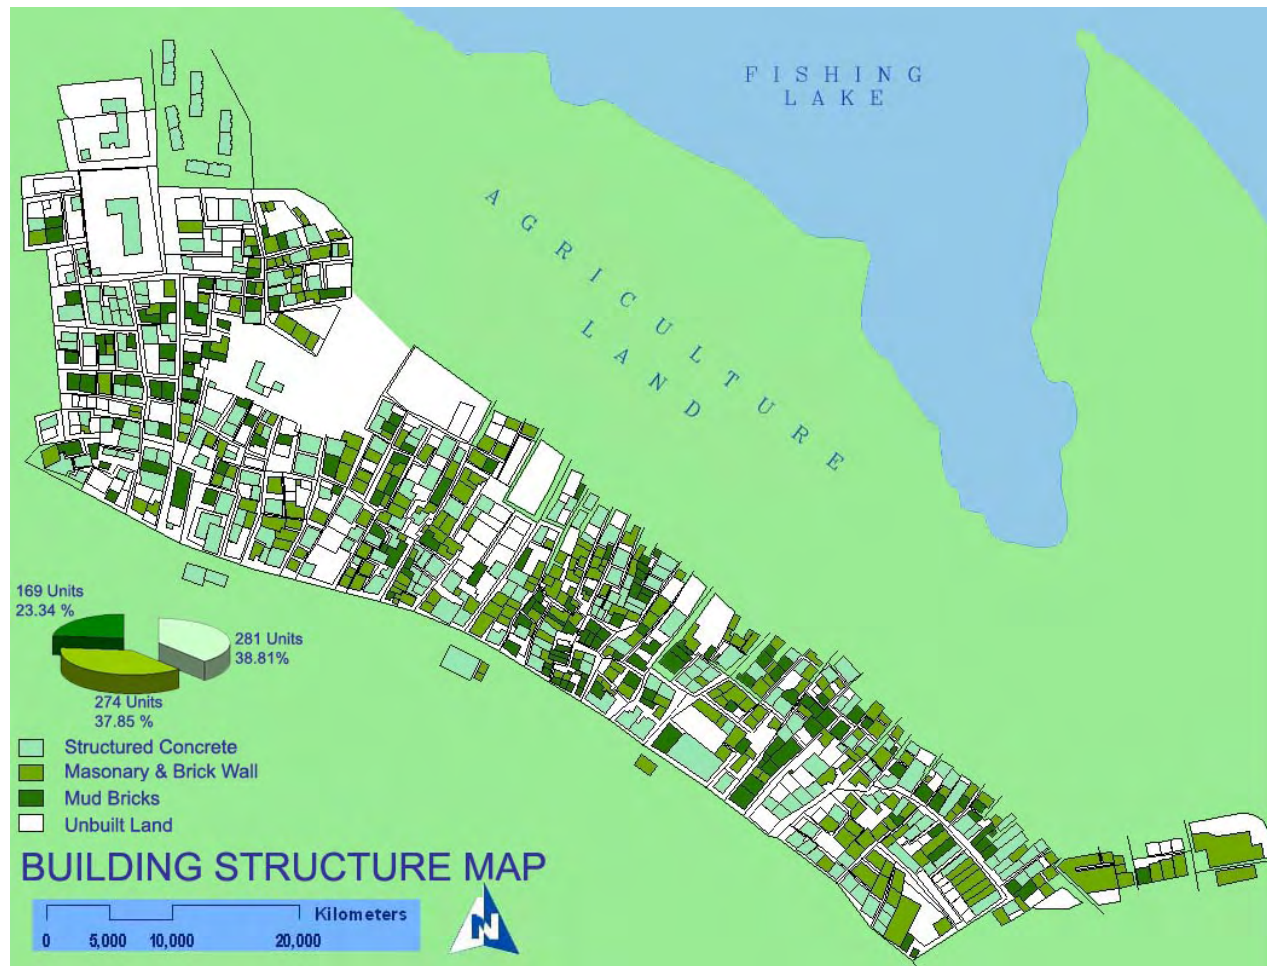 FISHING
LAKE
AGRICULTURE
LAND
169 Units
23.34 %
281 Units
38.81%
274 Units
37.85 %
Structured Concrete
Masonary & Brick Wall
Mud Bricks
Unbuilt Land
BUILDING STRUCTURE MAP
Kilometers
0 5,000 10,000 20,000
N